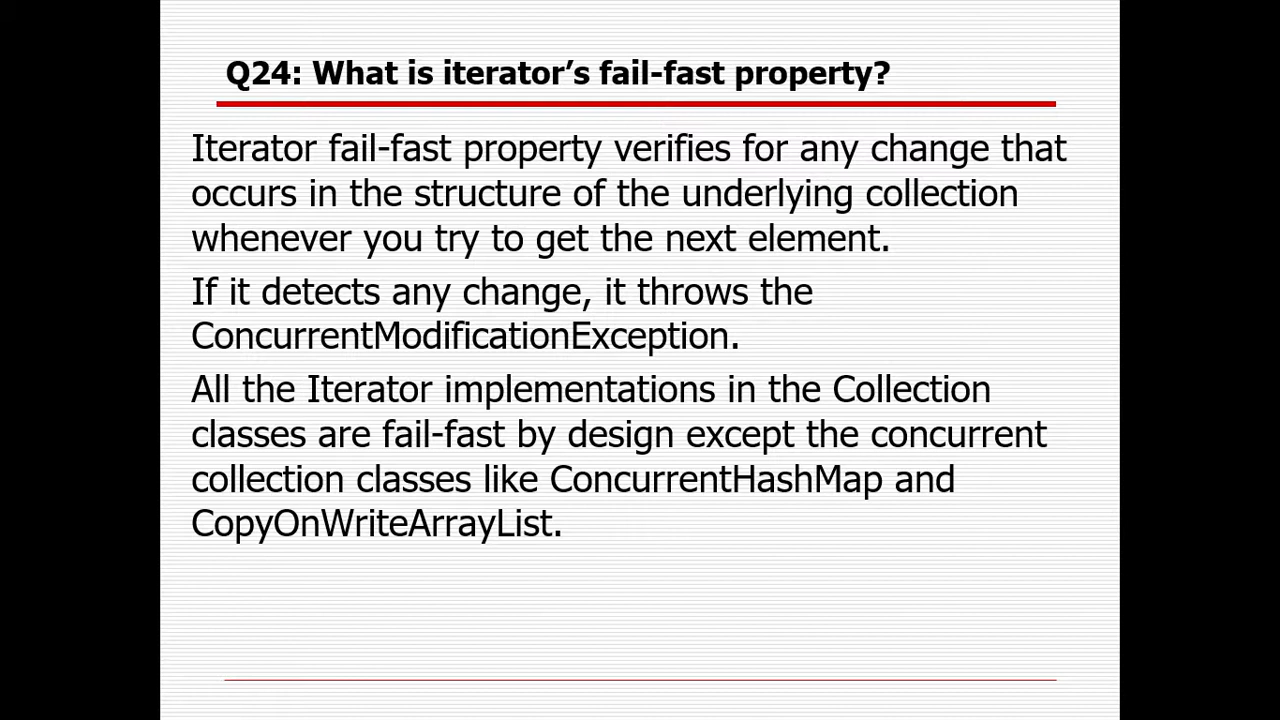 Q24: What is iterator’s fail-fast property?
Iterator fail-fast property verifies for any change that
occurs in the structure of the underlying collection
whenever you try to get the next element.
If it detects any change, it throws the
ConcurrentModificationException.
All the Iterator implementations in the Collection
classes are fail-fast by design except the concurrent
collection classes like ConcurrentHashMap and
CopyOnWriteArrayList.